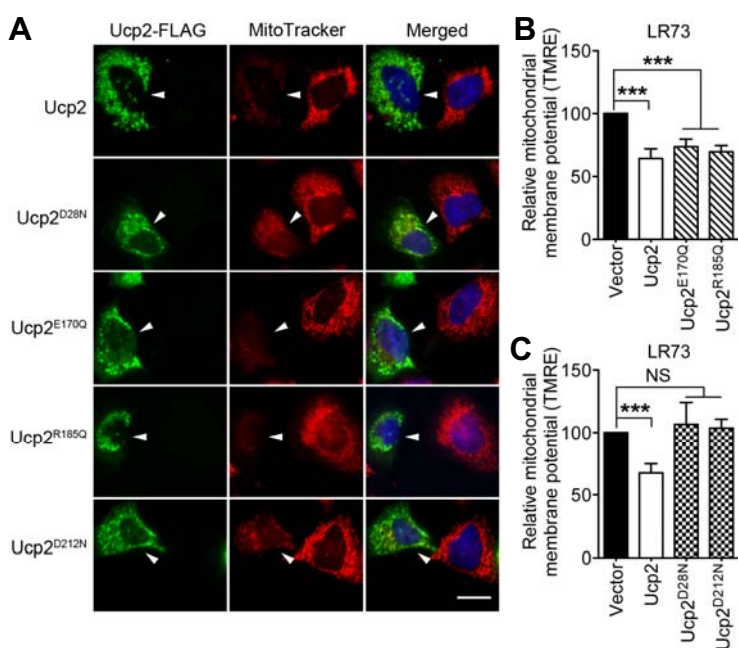 A
Ucp2-FLAG MitoTracker Merged
Ucp2
Ucp2D28N
Ucp2E170Q
Ucp2R185Q
Ucp2D212N
B
LR73
Relative mitochondrial
membrane potential (TMRE)
150
100
50
0
***
***
Vector
Ucp2
Ucp2E170Q
Ucp2R185Q
C
LR73
Relative mitochondrial
membrane potential (TMRE)
150
100
50
0
NS
***
Vector
Ucp2
Ucp2D28N
Ucp2D212N